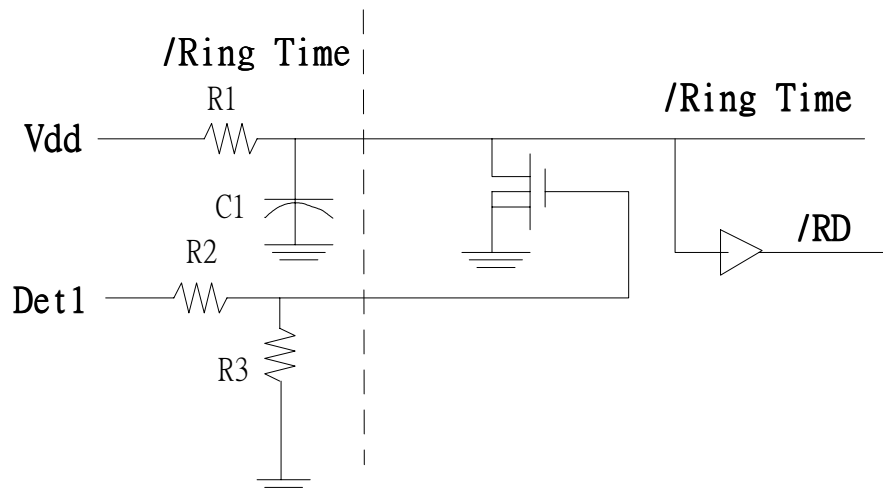 /Ring Time
R1
/Ring Time
Vdd
C1
/RD
R2
Det1
R3